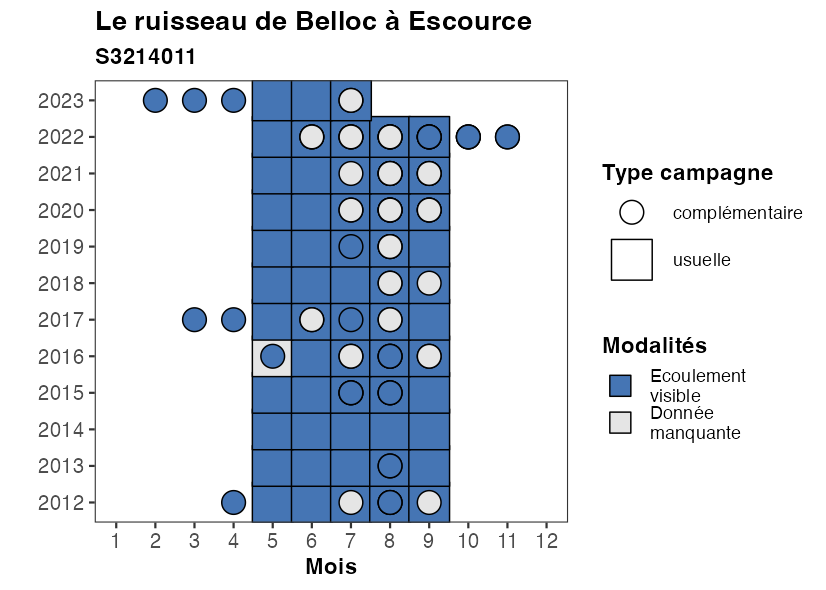 Le ruisseau de Belloc à Escource
S3214011
2023
2022
2021
2020
2019
2018
2017
2016
2015
2014
2013
2012
1 2 3 4 5 6 7 8 9 10 11 12
Mois
Type campagne
complémentaire
usuelle
Modalités
Ecoulement
visible
Donnée
manquante